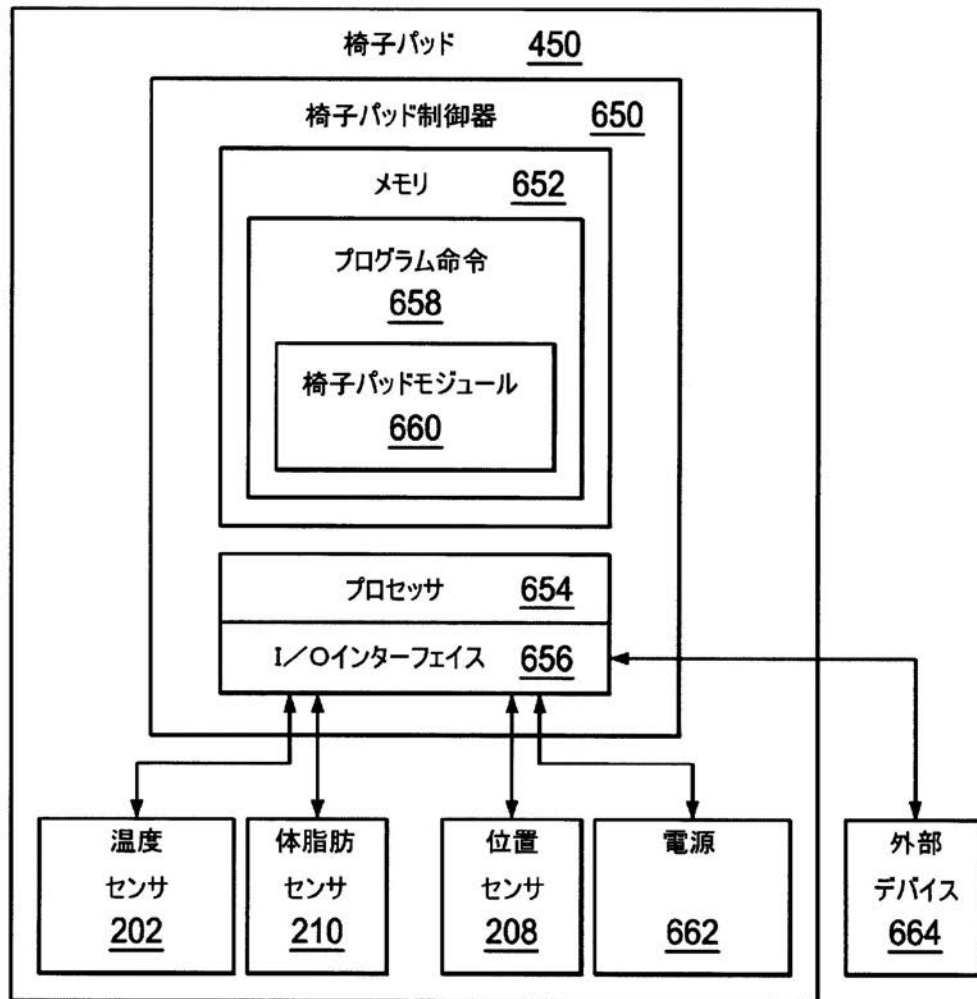 椅子パッド 450
椅子パッド制御器 650
メモリ 652
プログラム命令
658
椅子パッドモジュール
660
プロセッサ 654
I/Oインターフェイス 656
温度
センサ
202
体脂肪
センサ
210
位置
センサ
208
電源
662
外部
デバイス
664